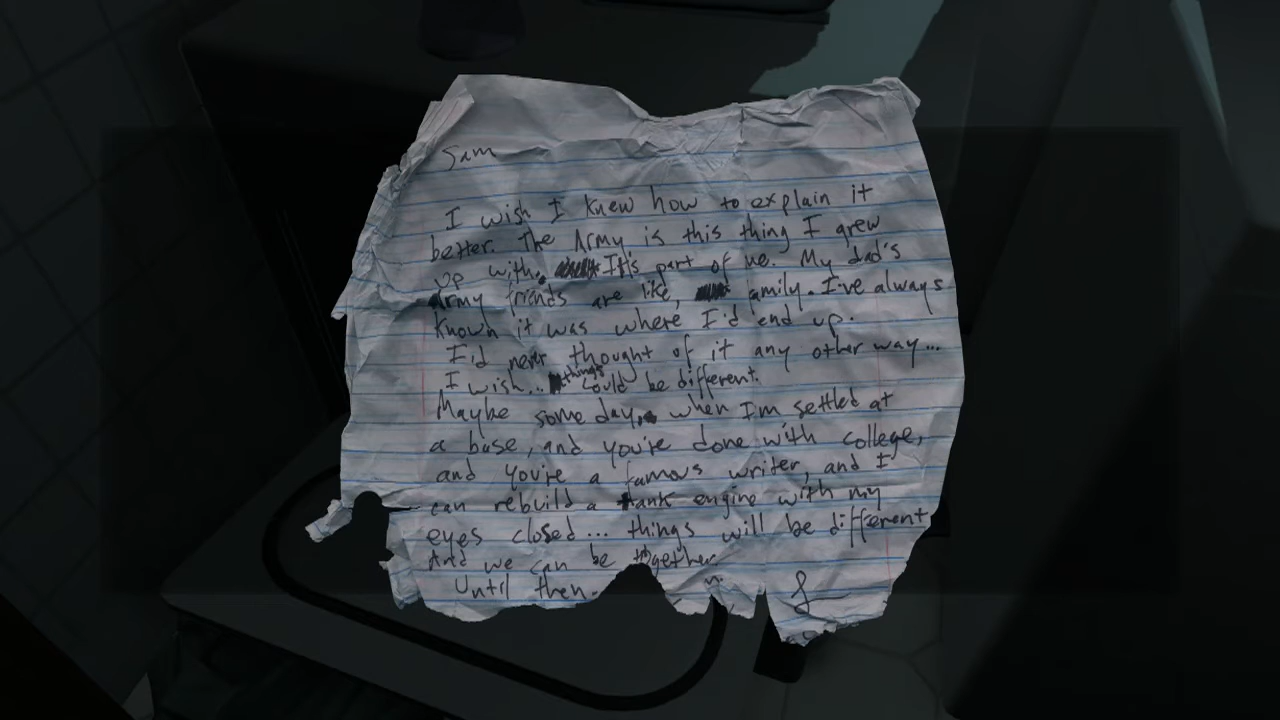 Sam
I wish I knew how to explain it
better. The Army is this thing I grew
up with. It's part of me. My dad's
Army friends are like, family. I've always
known it was where I'd end up.
I'd never thought of it any other way...
I wish... things could be different.
Maybe some day, when I'm settled at
a base, and you're done with college,
and you're a famous writer, and I
can rebuild a tank engine with my
eyes closed... things will be different
And we can be together.
Until then.
L